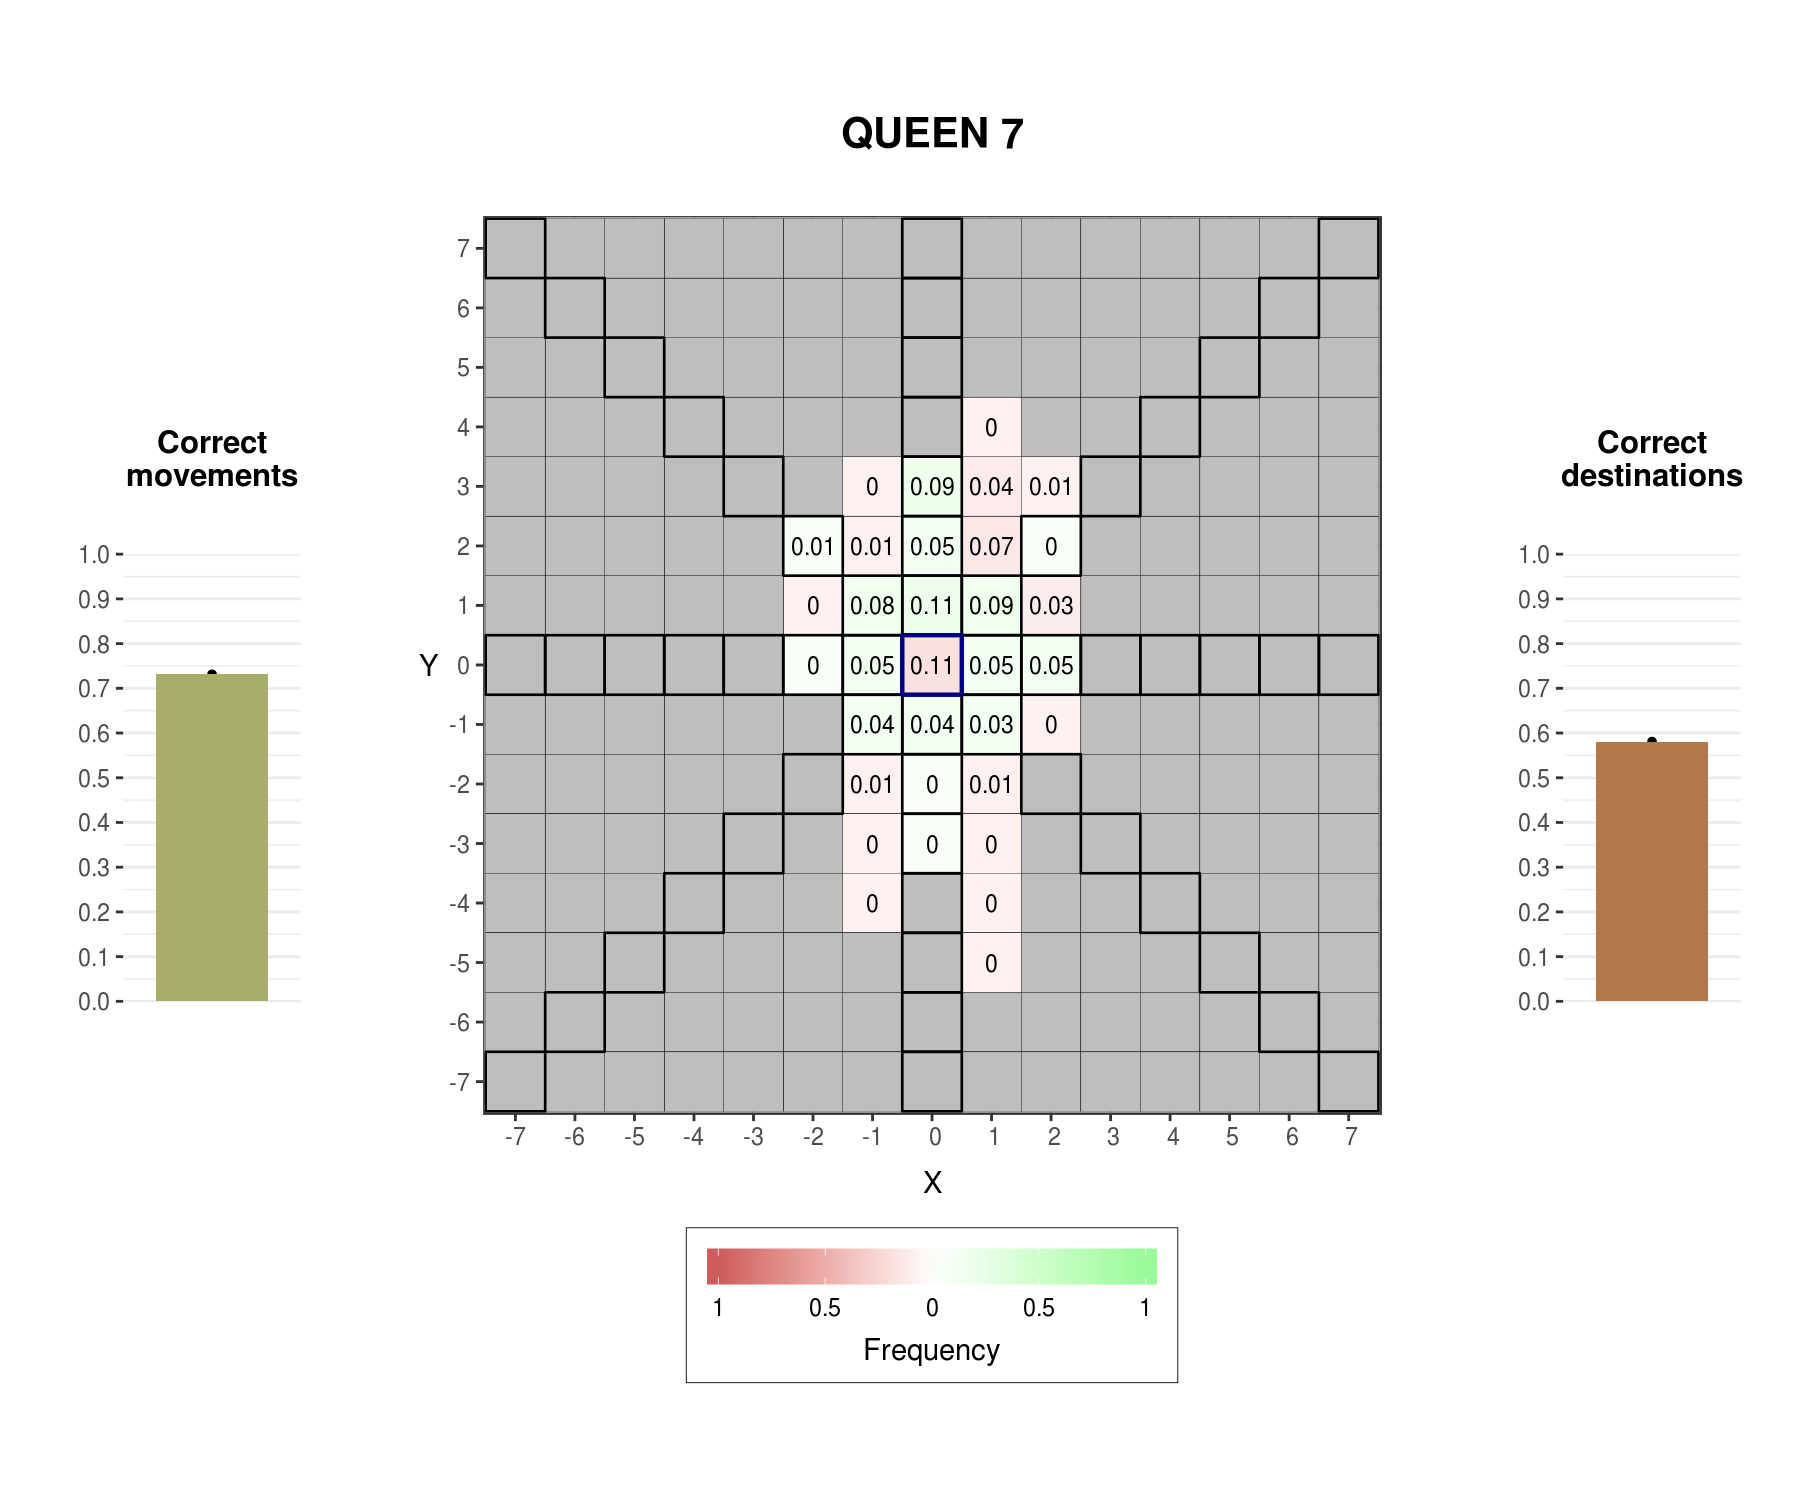 QUEEN 7
Correct
movements
1.0
0.9
0.8
0.7
0.6
0.5
0.4
0.3
0.2
0.1
0.0
Y
7
6
5
4 0
3 0 0.09 0.04 0.01
2 0.01 0.01 0.05 0.07 0
1 0 0.08 0.11 0.09 0.03
0 0 0.05 0.11 0.05 0.05
-1 0.04 0.04 0.03 0
-2 0.01 0 0.01
-3 0 0 0
-4 0 0
-5 0
-6
-7
-7 -6 -5 -4 -3 -2 -1 0 1 2 3 4 5 6 7
X
1 0.5 0 0.5 1
Frequency
Correct
destinations
1.0
0.9
0.8
0.7
0.6
0.5
0.4
0.3
0.2
0.1
0.0